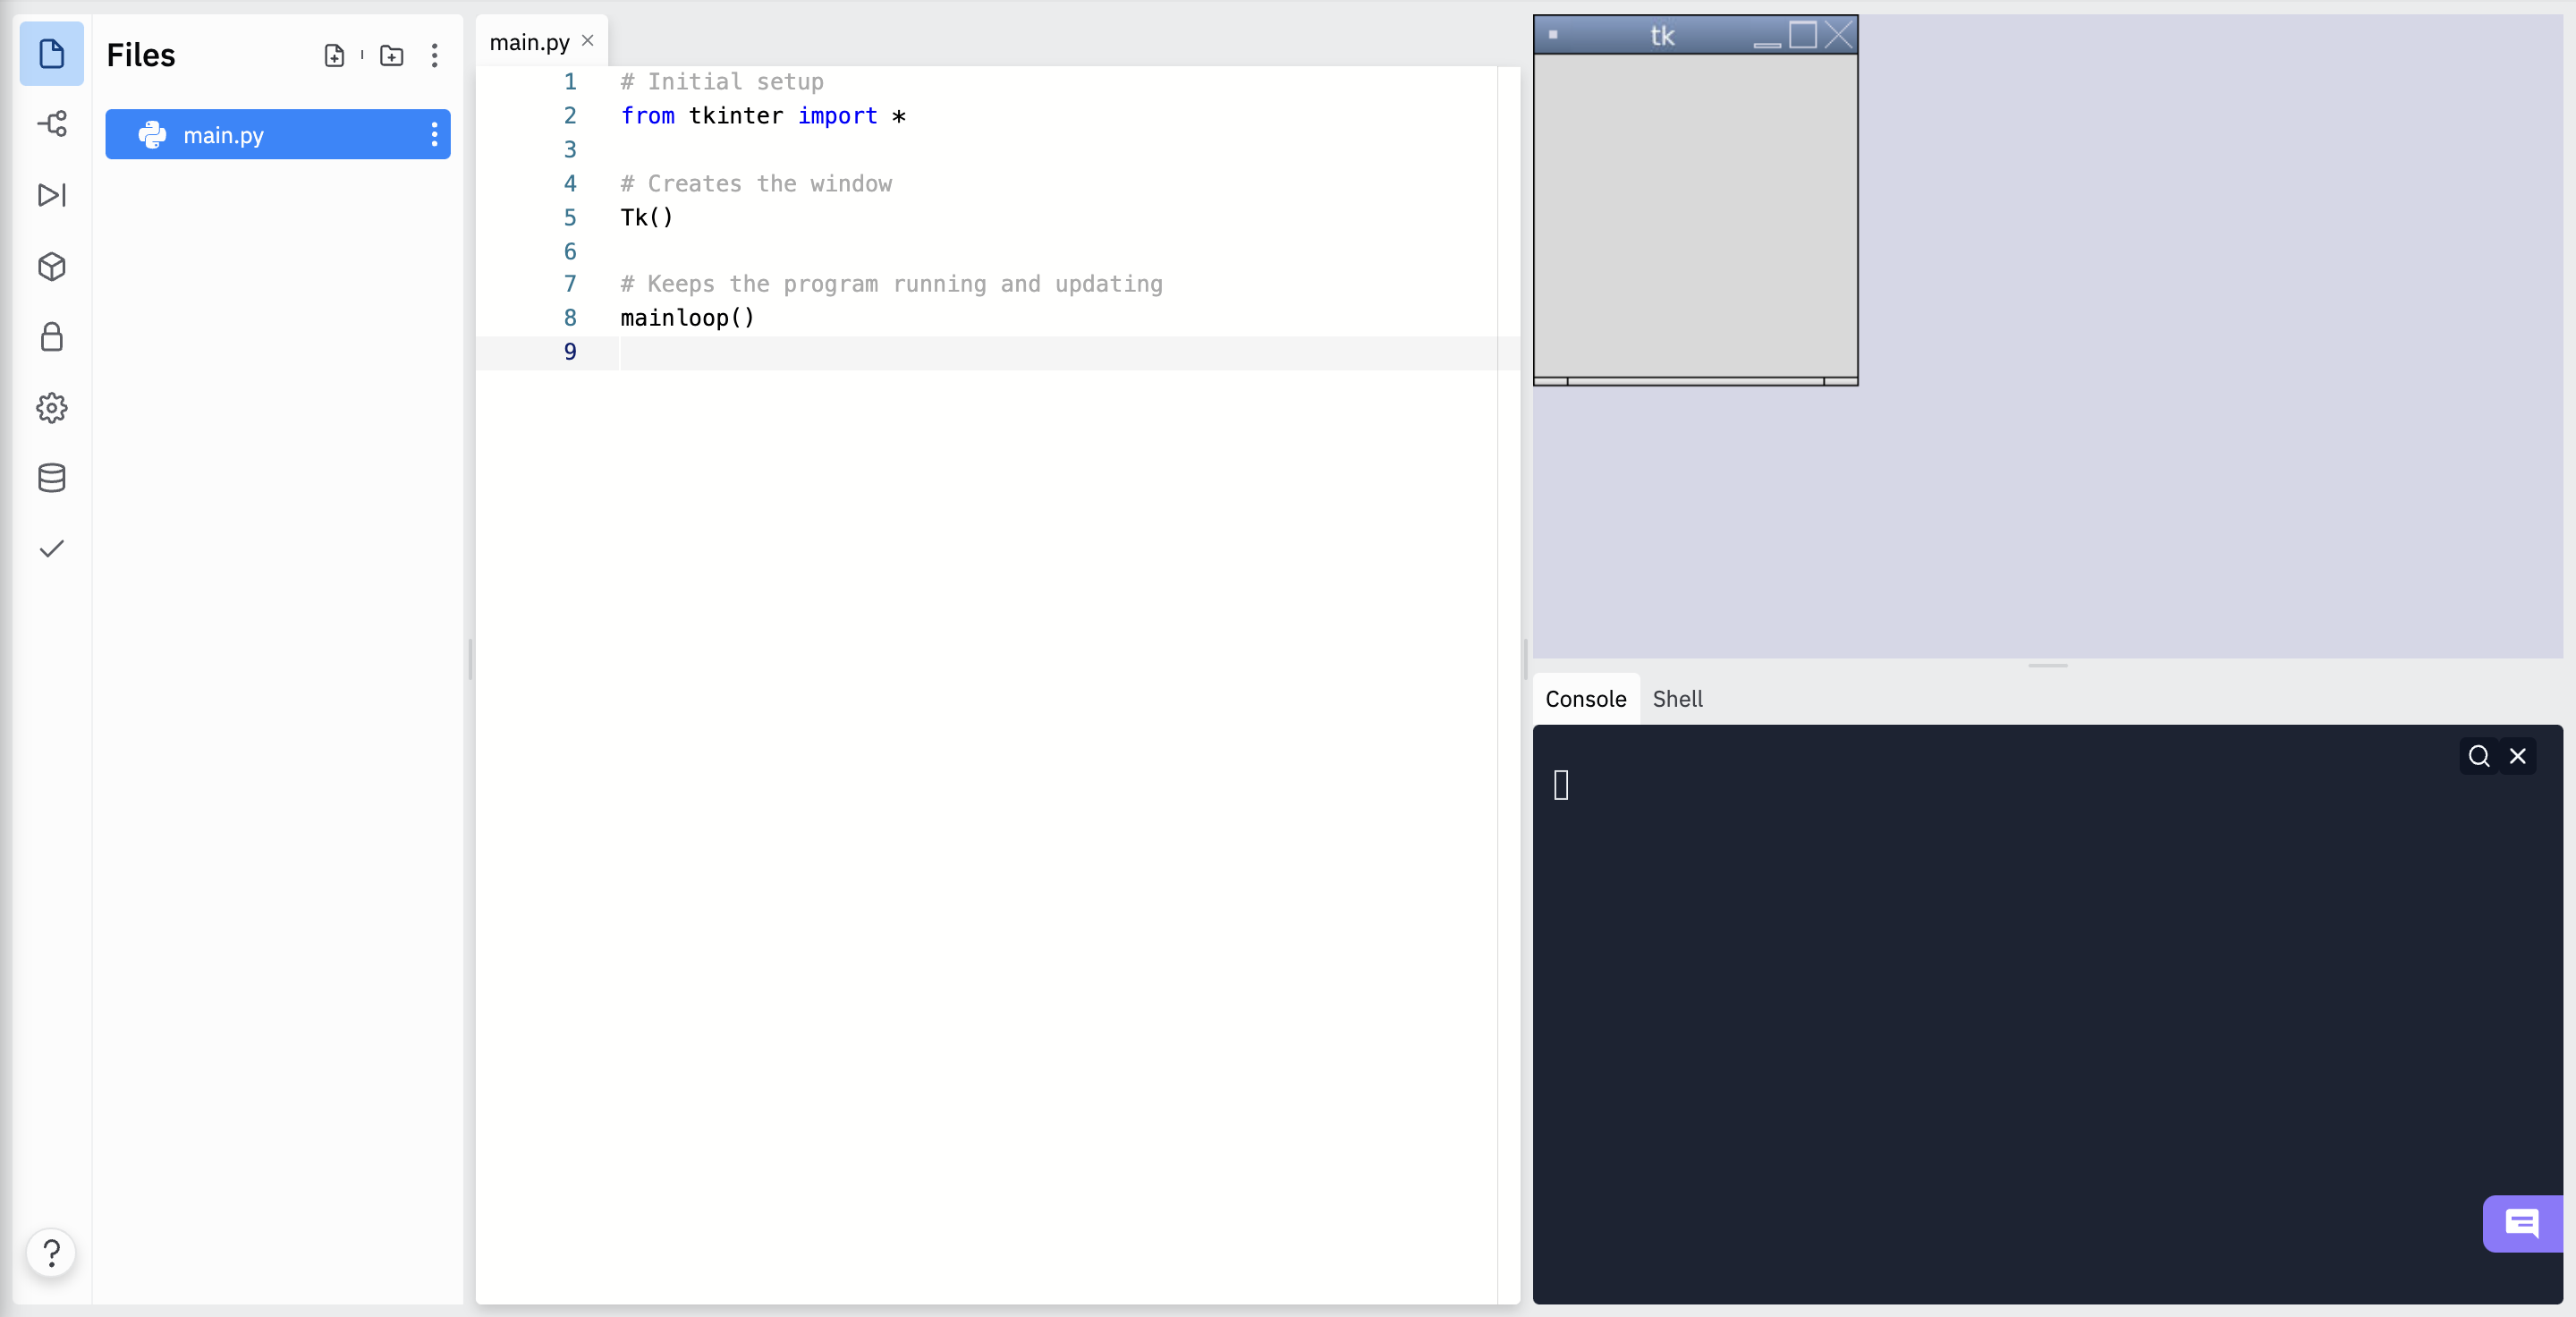 Files
main.py
main.py
1 # Initial setup
2 from tkinter import *
3
4 # Creates the window
5 Tk()
6
7 # Keeps the program running and updating
8 mainloop()
9
tk
Console Shell
?